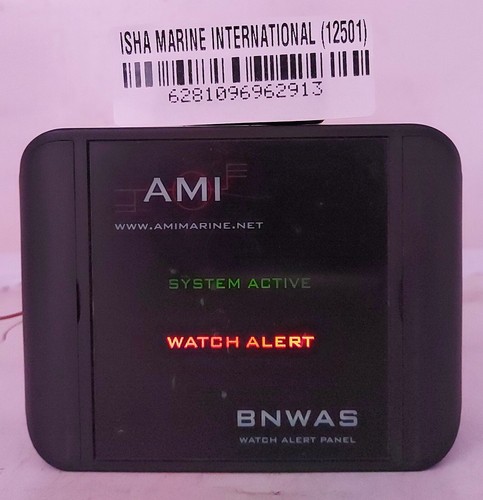 ISHA MARINE INTERNATIONAL (12501)
6281096962913
AMI
WWW.AMIMARINE.NET
SYSTEM ACTIVE
WATCH ALERT
BNWAS
WATCH ALERT PANEL